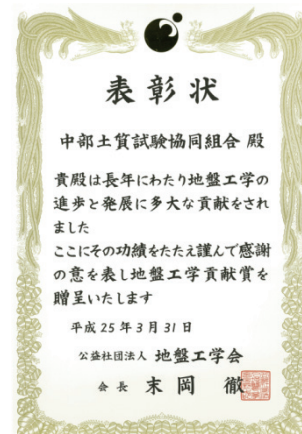 表彰状
中部土質試験協同組合 殿
貴殿は長年にわたり地盤工学の
進歩と発展に多大な貢献をされ
ました
ここにその功績をたたえ謹んで感謝
の意を表し地盤工学貢献賞を
贈呈いたします
平成25年3月31日
公益社団法人 地盤工学会
会長 末岡 徹